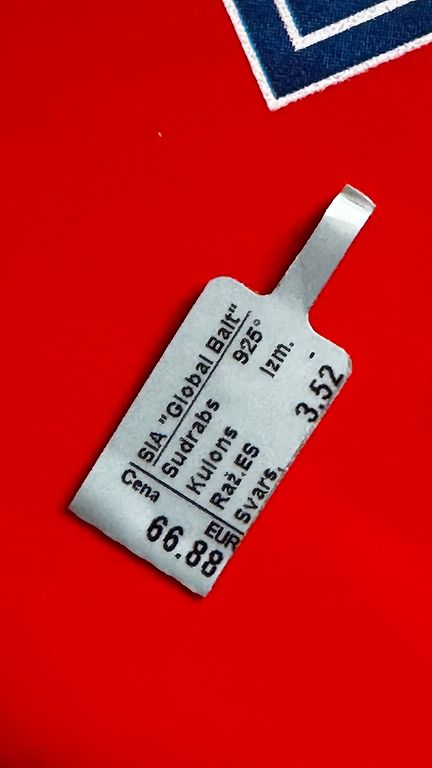 SIA "Global Balt"
Sudrabs 925°
Kulons Izm.
Raž.ES -
Svars, 3.52
Cena
66.88 EUR